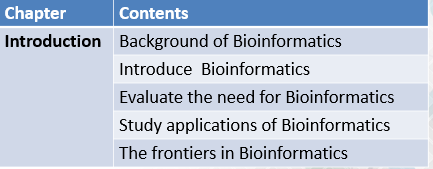 Chapter Contents
Introduction Background of Bioinformatics
Introduce Bioinformatics
Evaluate the need for Bioinformatics
Study applications of Bioinformatics
The frontiers in Bioinformatics